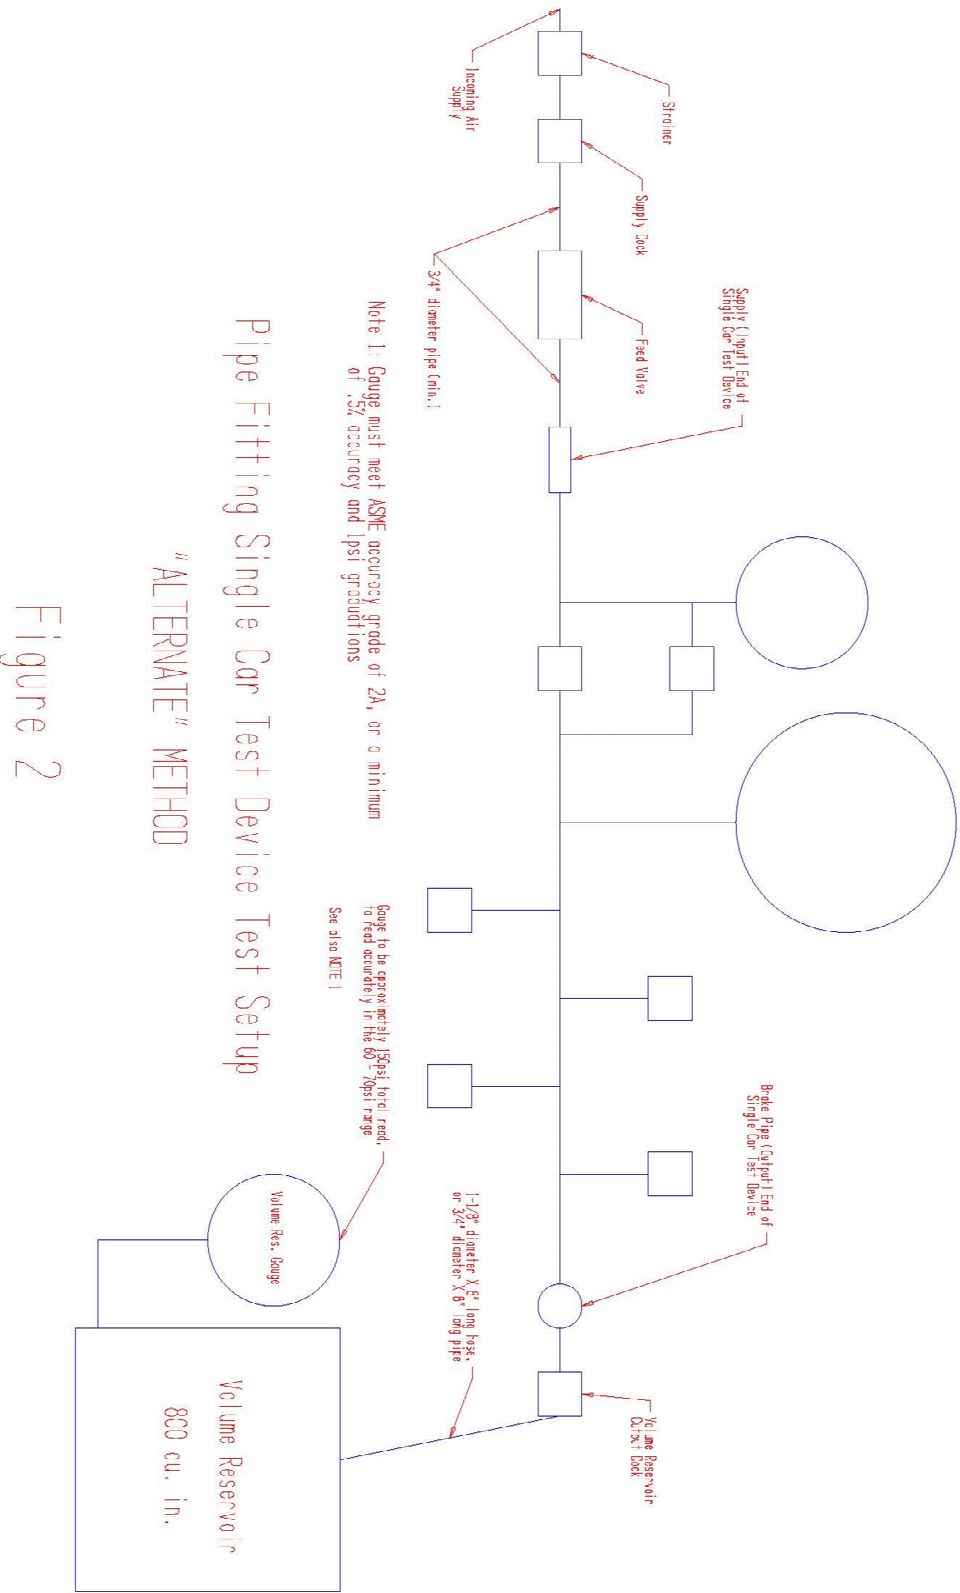 Strainer
Incoming Air
Supply
Supply Cock
3/4" diameter pipe (min.)
Feed Valve
Supply (Input) End of
Single Car Test Device
Brake Pipe (Output) End of
Single Car Test Device
Volume Reservoir
Cutout Cock
1-1/8" diameter X 6' long hose,
or 3/4" diameter X 8' long pipe
Note 1: Gauge must meet ASME accuracy grade of 2A, or a minimum
of .5% accuracy and 1psi graduations
Gauge to be approximately 150psi total read,
to read accurately in the 60 - 70psi range
See also NOTE 1
Volume Res. Gauge
Volume Reservoir
800 cu. in.
Pipe Fitting Single Car Test Device Test Setup
"ALTERNATE" METHOD
Figure 2